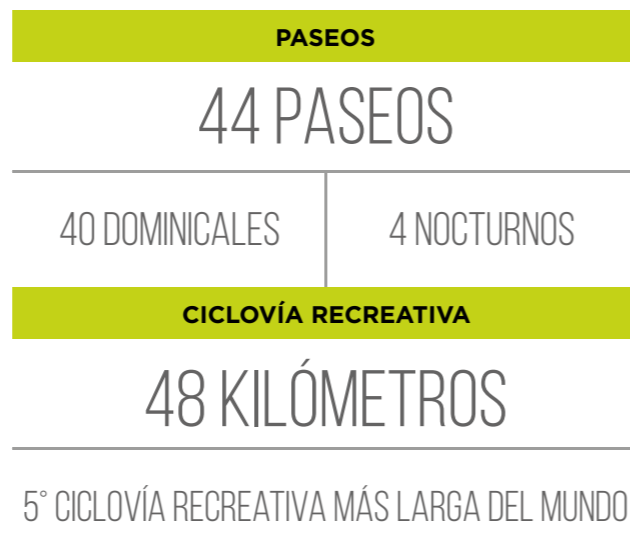 PASEOS
44 PASEOS
40 DOMINICALES
4 NOCTURNOS
CICLOVÍA RECREATIVA
48 KILÓMETROS
5° CICLOVÍA RECREATIVA MÁS LARGA DEL MUNDO